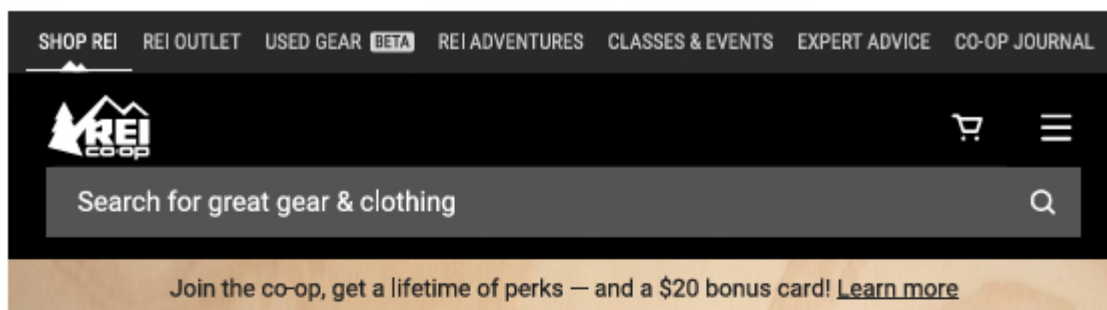 SHOP REI REI OUTLET USED GEAR BETA REI ADVENTURES CLASSES & EVENTS EXPERT ADVICE CO-OP JOURNAL
REI
co-op
Search for great gear & clothing
Join the co-op, get a lifetime of perks — and a $20 bonus card! Learn more